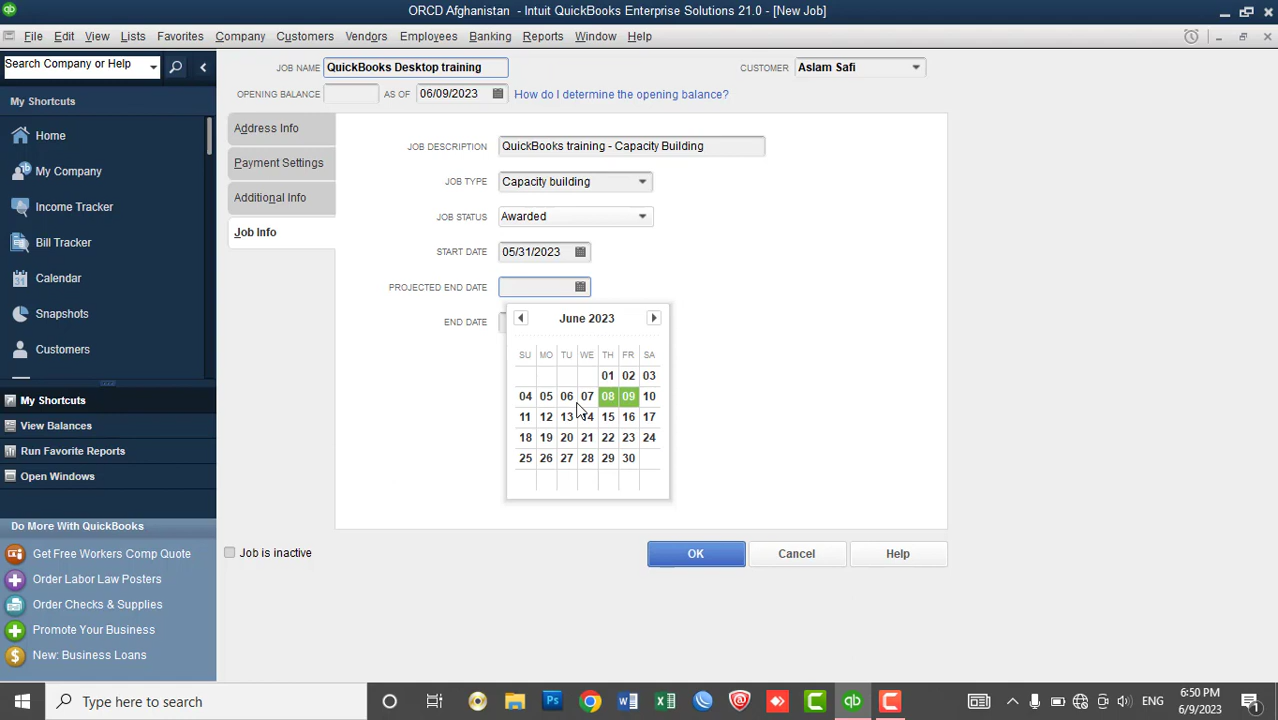 ORCD Afghanistan - Intuit QuickBooks Enterprise Solutions 21.0 - [New Job]
File Edit View Lists Favorites Company Customers Vendors Employees Banking Reports Window Help
Search Company or Help
My Shortcuts
Home
My Company
Income Tracker
Bill Tracker
Calendar
Snapshots
Customers
My Shortcuts
View Balances
Run Favorite Reports
Open Windows
Do More With QuickBooks
Get Free Workers Comp Quote
Order Labor Law Posters
Order Checks & Supplies
Promote Your Business
New: Business Loans
JOB NAME QuickBooks Desktop training CUSTOMER Aslam Safi
OPENING BALANCE AS OF 06/09/2023 How do I determine the opening balance?
Address Info
Payment Settings
Additional Info
Job Info
JOB DESCRIPTION QuickBooks training - Capacity Building
JOB TYPE Capacity building
JOB STATUS Awarded
START DATE 05/31/2023
PROJECTED END DATE
END DATE
June 2023
SU MO TU WE TH FR SA
01 02 03
04 05 06 07 08 09 10
11 12 13 14 15 16 17
18 19 20 21 22 23 24
25 26 27 28 29 30
Job is inactive
OK Cancel Help
Type here to search
ENG
6:50 PM
6/9/2023